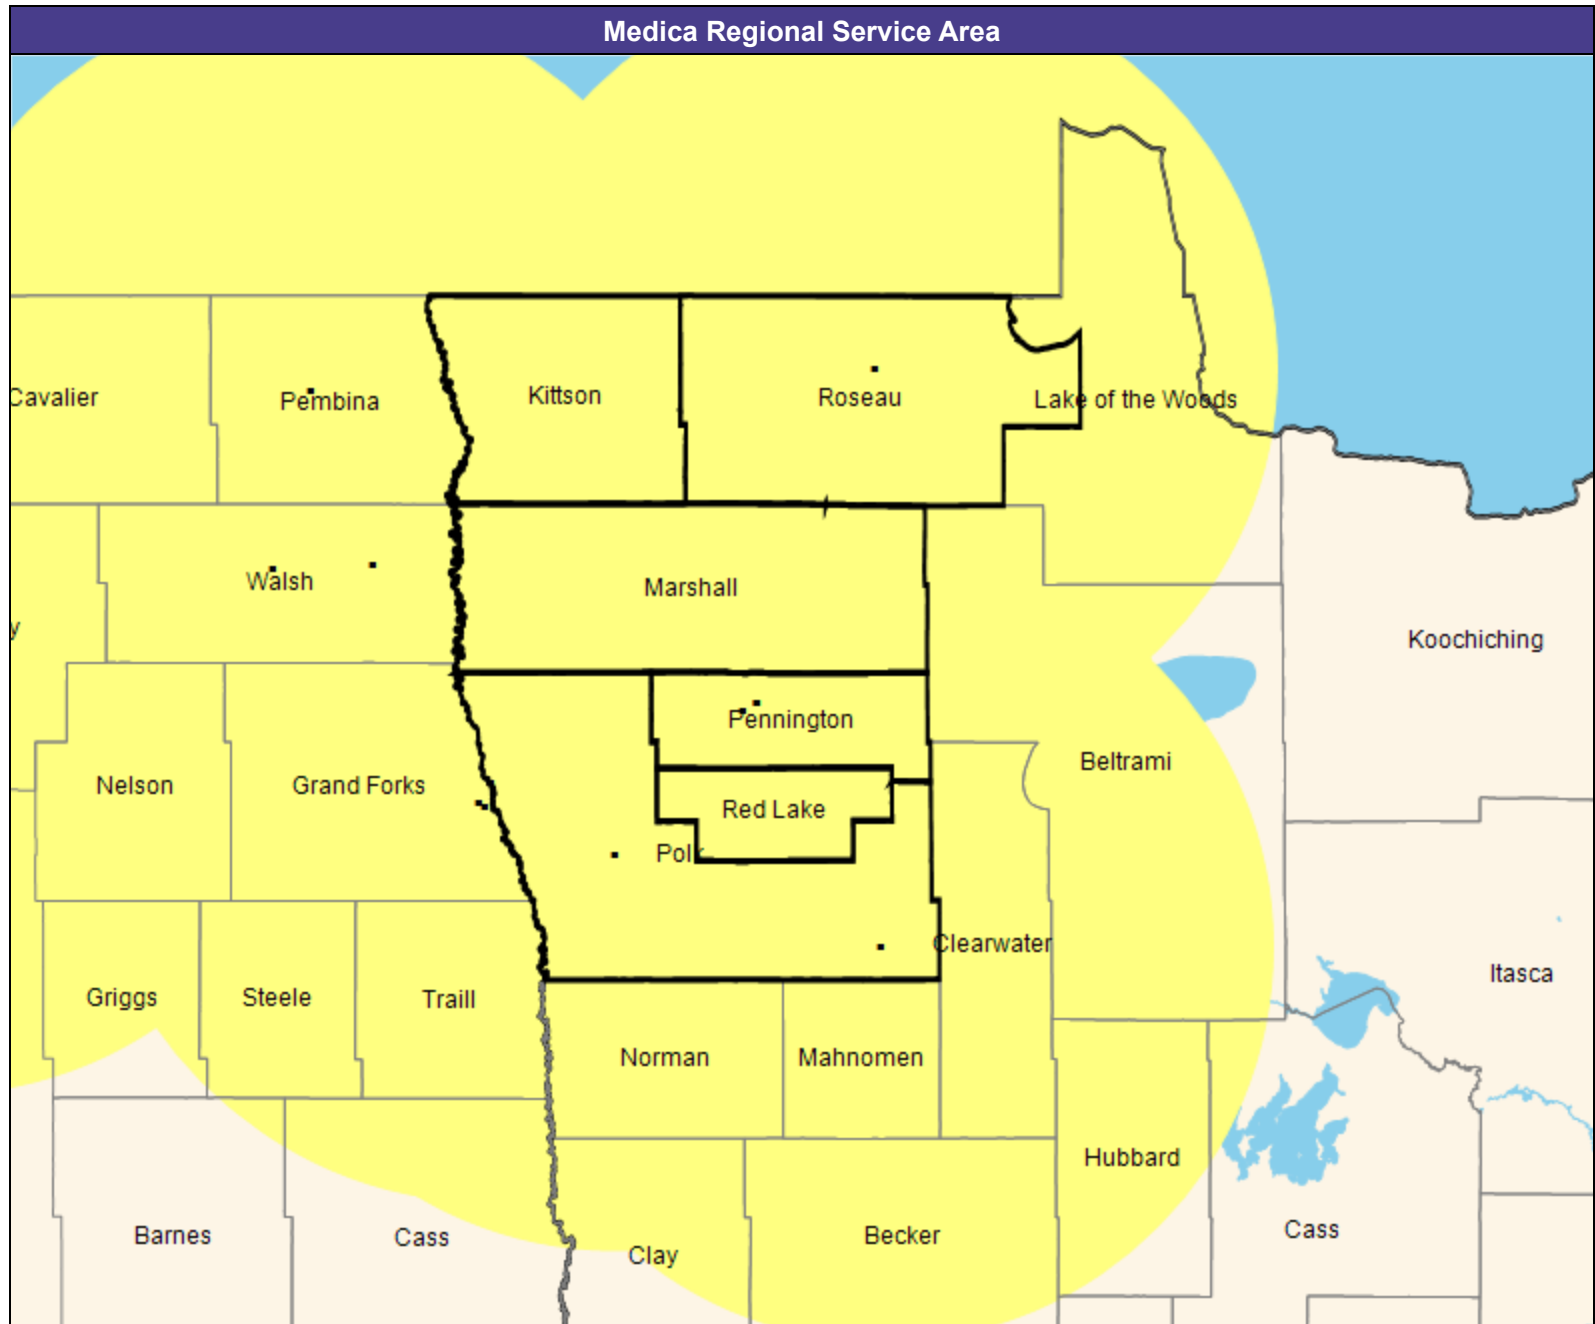 Medica Regional Service Area
Cavalier
Pembina
Kittson
Roseau
Lake of the Woods
Walsh
Marshall
y
Koochiching
Pennington
Beltrami
Nelson
Grand Forks
Red Lake
Polk
Clearwater
Itasca
Griggs
Steele
Traill
Norman
Mahnomen
Hubbard
Barnes
Cass
Clay
Becker
Cass